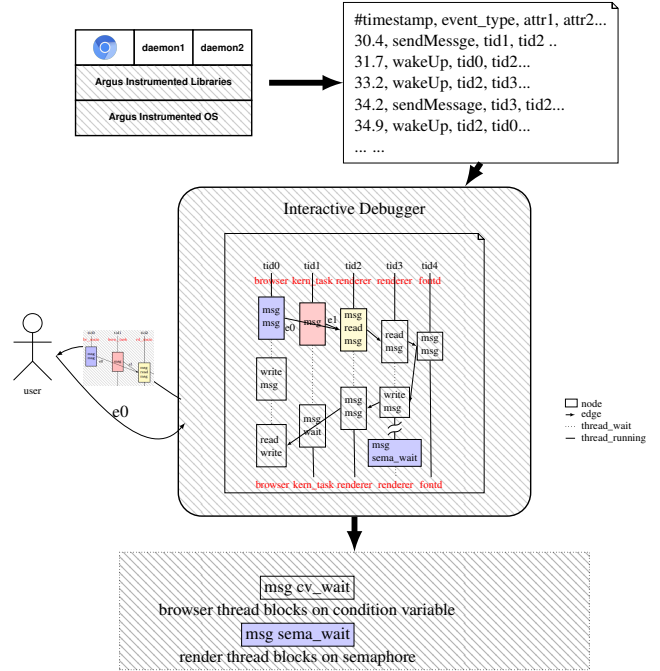 daemon1 daemon2
Argus Instrumented Libraries
Argus Instrumented OS
#timestamp, event_type, attr1, attr2...
30.4, sendMessge, tid1, tid2 ..
31.7, wakeUp, tid0, tid2...
33.2, wakeUp, tid2, tid3...
34.2, sendMessage, tid3, tid2...
34.9, wakeUp, tid2, tid0...
... ...
Interactive Debugger
tid0 tid1 tid2 tid3 tid4
browser kern_task renderer renderer fontd
msg
msg
e0
msg
e1
msg
read
msg
read
msg
msg
msg
write
msg
msg
msg
write
msg
msg
wait
read
write
msg
sema_wait
browser kern_task renderer renderer fontd
user
e0
node
edge
thread_wait
thread_running
msg cv_wait
browser thread blocks on condition variable
msg sema_wait
render thread blocks on semaphore